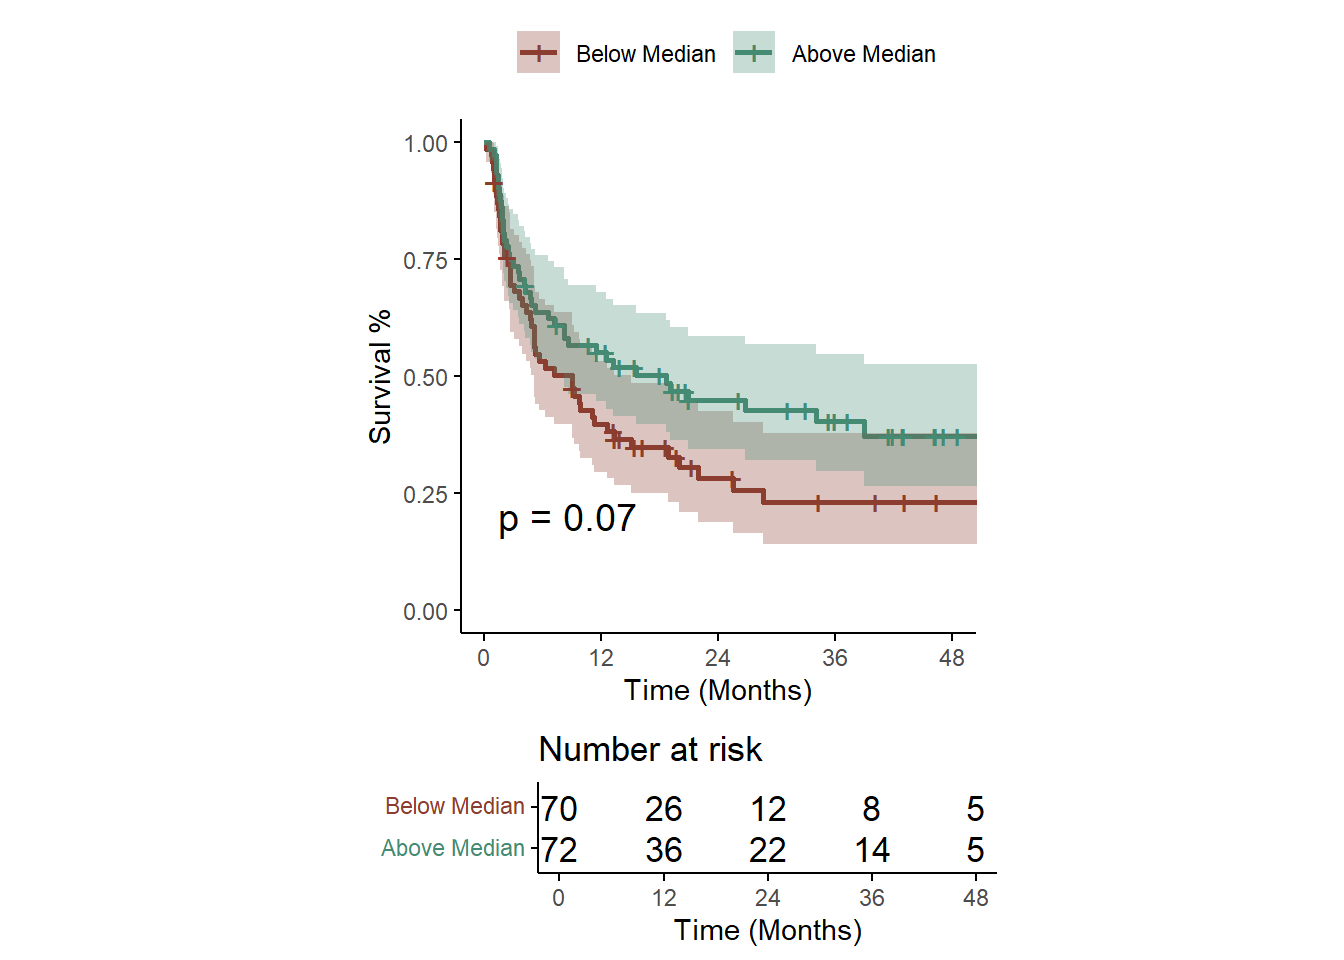 Below Median Above Median
1.00
0.75
0.50
0.25
0.00
Survival %
p = 0.07
0 12 24 36 48
Time (Months)
Number at risk
Below Median 70 26 12 8 5
Above Median 72 36 22 14 5
0 12 24 36 48
Time (Months)